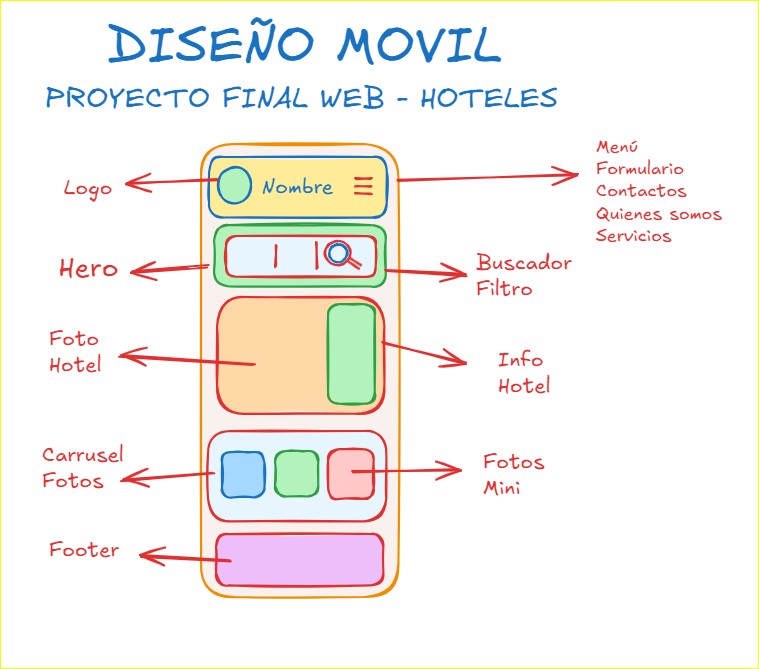 DISEÑO MOVIL
PROYECTO FINAL WEB - HOTELES
Logo
Nombre
Menú
Formulario
Contactos
Quienes somos
Servicios
Hero
Buscador
Filtro
Foto
Hotel
Info
Hotel
Carrusel
Fotos
Fotos
Mini
Footer